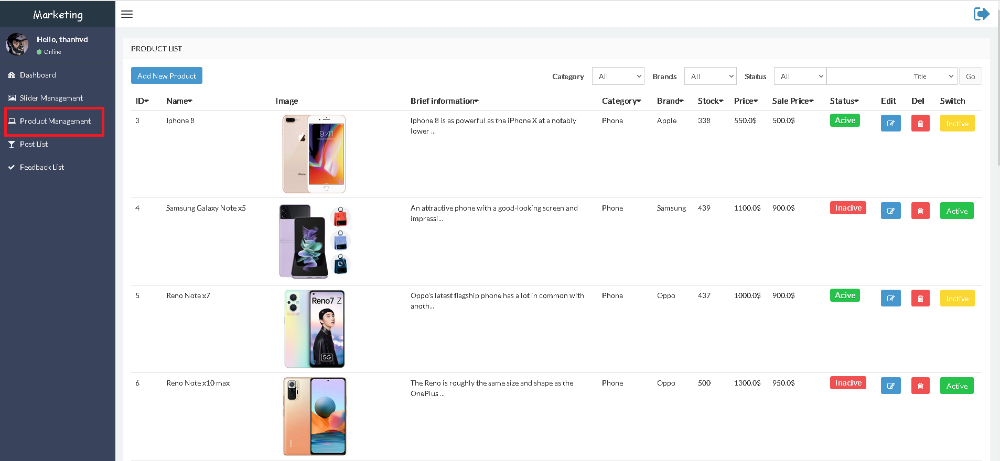 Marketing
Hello, thanhvd
Online
Dashboard
Slider Management
Product Management
Post List
Feedback List
PRODUCT LIST
Add New Product
Category All Brands All Status All Title Go
ID Name Image Brief information Category Brand Stock Price Sale Price Status Edit Del Switch
3 Iphone 8 Iphone 8 is as powerful as the iPhone X at a notably Phone Apple 338 550.0$ 500.0$ Acive Inctive
lower ...
9:41
iPhone
4 Samsung Galaxy Note x5 An attractive phone with a good-looking screen and Phone Samsung 439 1100.0$ 900.0$ Inacive Active
impressi...
5 Reno Note x7 Oppo's latest flagship phone has a lot in common with Phone Oppo 437 1000.0$ 900.0$ Acive Inctive
anoth...
Reno7 Z
5G
6 Reno Note x10 max The Reno is roughly the same size and shape as the Phone Oppo 500 1300.0$ 950.0$ Inacive Active
OnePlus ...
Redmi